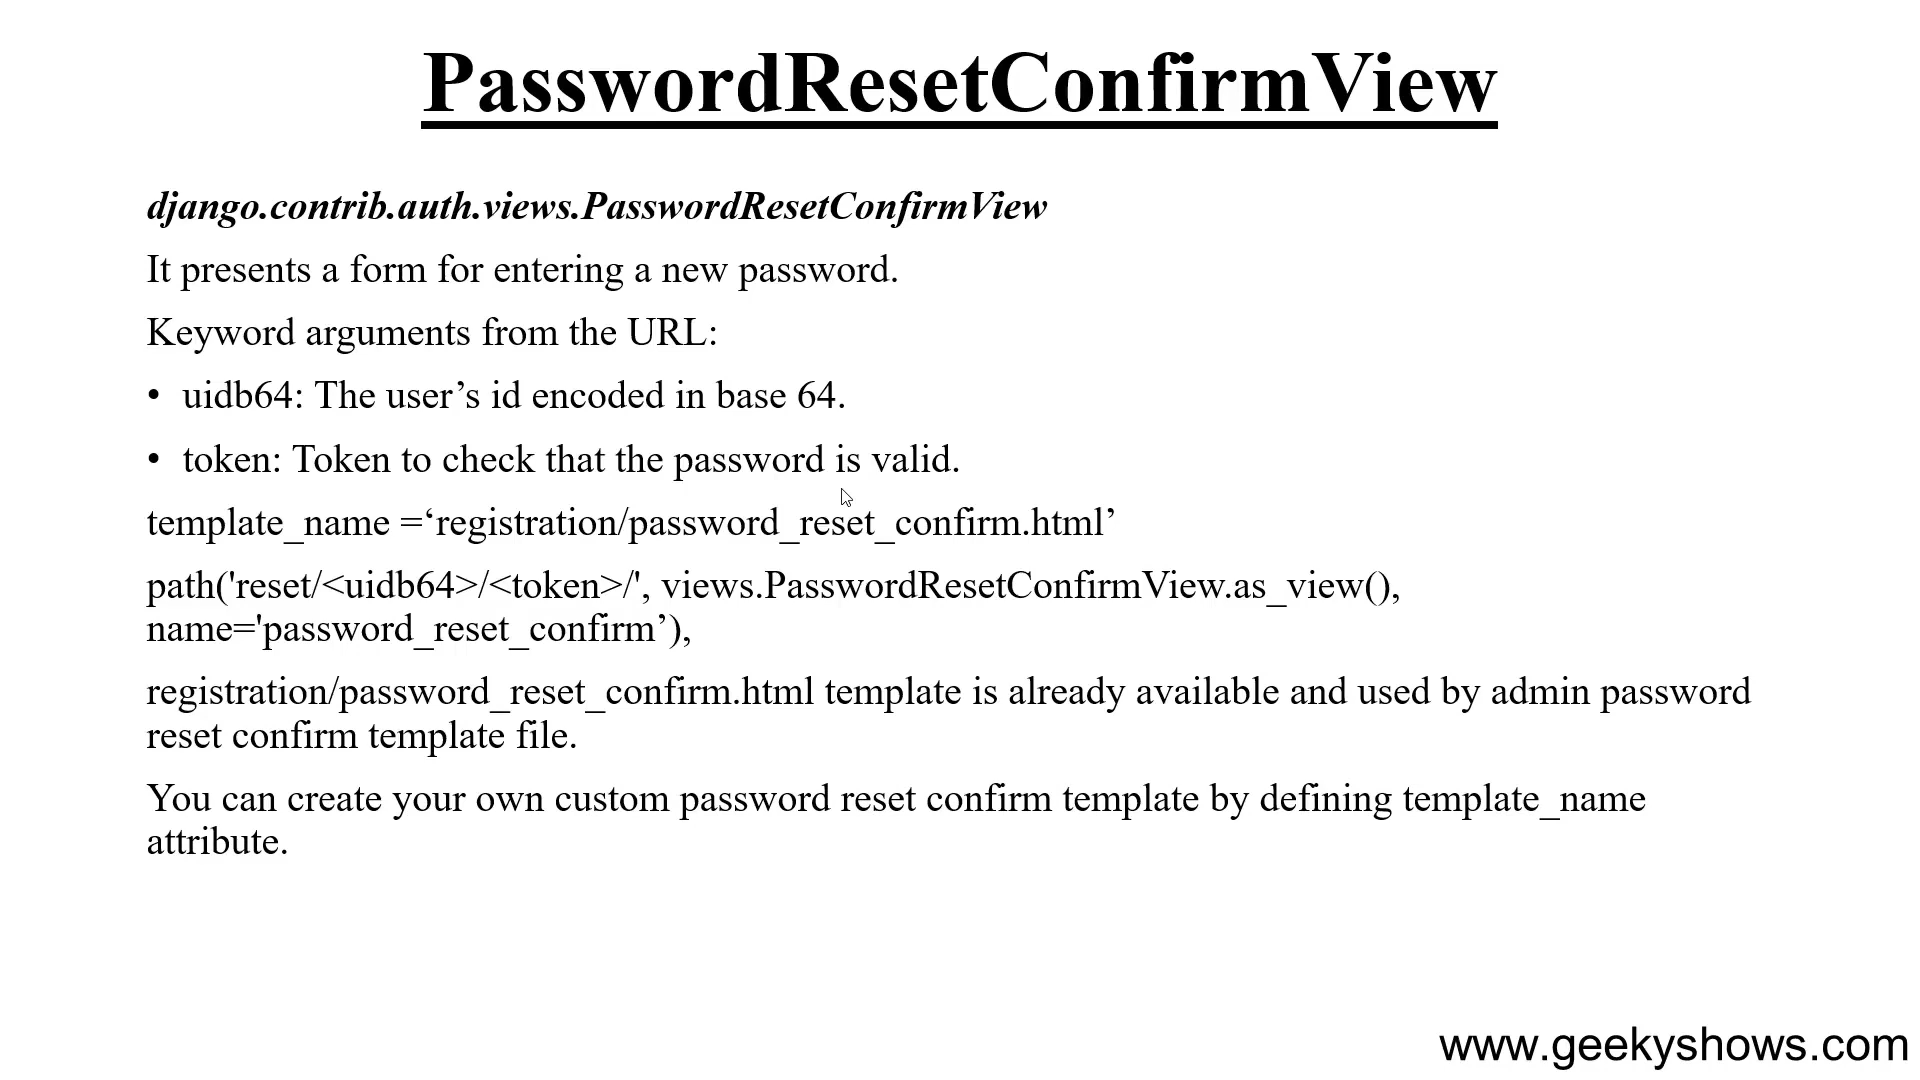 PasswordResetConfirmView
django.contrib.auth.views.PasswordResetConfirmView
It presents a form for entering a new password.
Keyword arguments from the URL:
• uidb64: The user’s id encoded in base 64.
• token: Token to check that the password is valid.
template_name =‘registration/password_reset_confirm.html’
path('reset/<uidb64>/<token>/', views.PasswordResetConfirmView.as_view(),
name='password_reset_confirm’),
registration/password_reset_confirm.html template is already available and used by admin password
reset confirm template file.
You can create your own custom password reset confirm template by defining template_name
attribute.
www.geekyshows.com